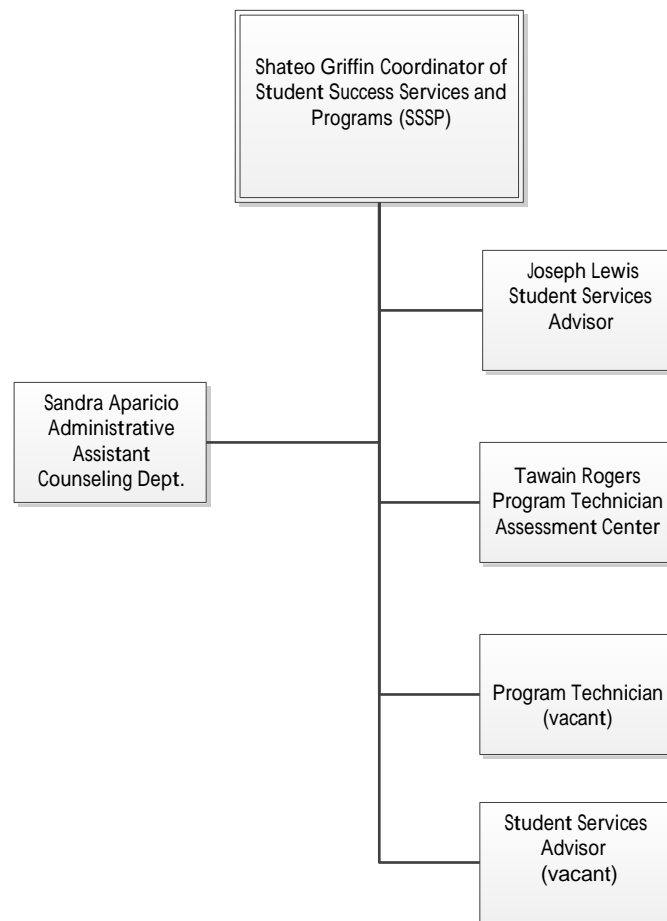 Shateo Griffin Coordinator of
Student Success Services and
Programs (SSSP)
Joseph Lewis
Student Services
Advisor
Sandra Aparicio
Administrative
Assistant
Counseling Dept.
Tawain Rogers
Program Technician
Assessment Center
Program Technician
(vacant)
Student Services
Advisor
(vacant)